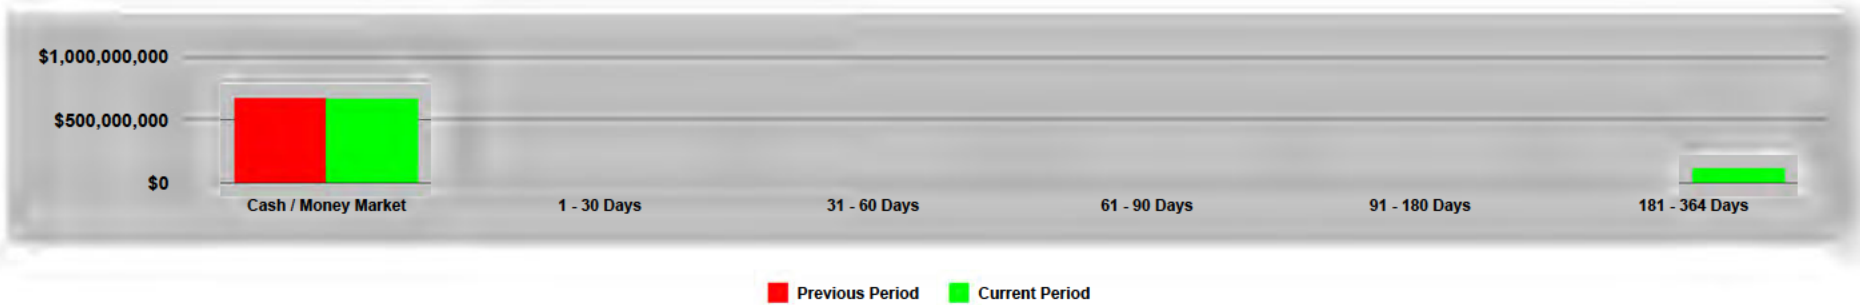 $1,000,000,000
$500,000,000
$0
Cash / Money Market 1 - 30 Days 31 - 60 Days 61 - 90 Days 91 - 180 Days 181 - 364 Days
Previous Period Current Period